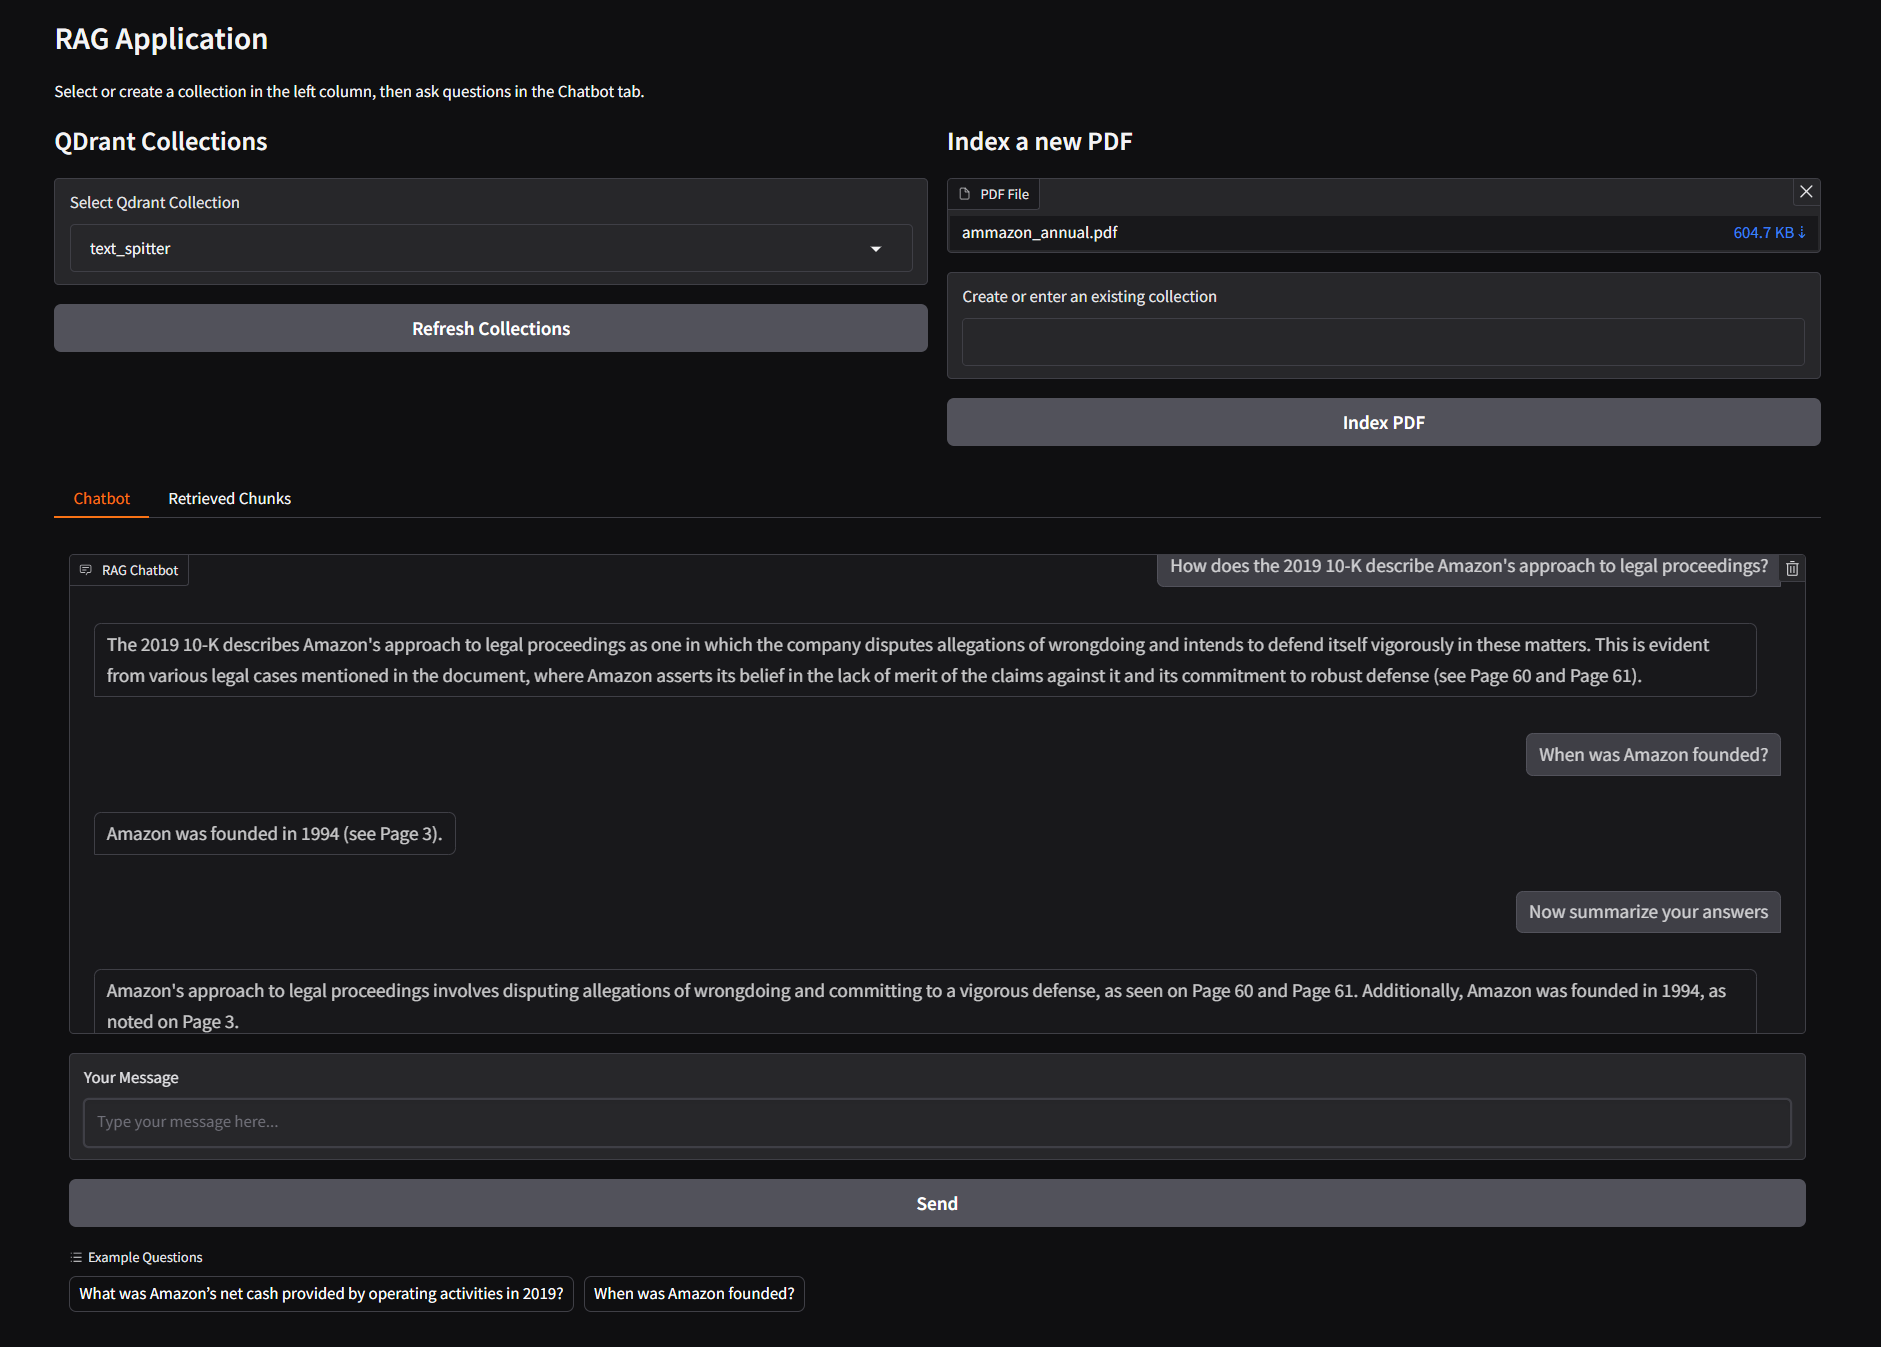 RAG Application
Select or create a collection in the left column, then ask questions in the Chatbot tab.
QDrant Collections
Select Qdrant Collection
text_spitter
Refresh Collections
Index a new PDF
PDF File
ammazon_annual.pdf
604.7 KB ↓
Create or enter an existing collection
Index PDF
Chatbot
Retrieved Chunks
RAG Chatbot
How does the 2019 10-K describe Amazon's approach to legal proceedings?
The 2019 10-K describes Amazon's approach to legal proceedings as one in which the company disputes allegations of wrongdoing and intends to defend itself vigorously in these matters. This is evident
from various legal cases mentioned in the document, where Amazon asserts its belief in the lack of merit of the claims against it and its commitment to robust defense (see Page 60 and Page 61).
When was Amazon founded?
Amazon was founded in 1994 (see Page 3).
Now summarize your answers
Amazon's approach to legal proceedings involves disputing allegations of wrongdoing and committing to a vigorous defense, as seen on Page 60 and Page 61. Additionally, Amazon was founded in 1994, as
noted on Page 3.
Your Message
Type your message here...
Send
Example Questions
What was Amazon’s net cash provided by operating activities in 2019?
When was Amazon founded?